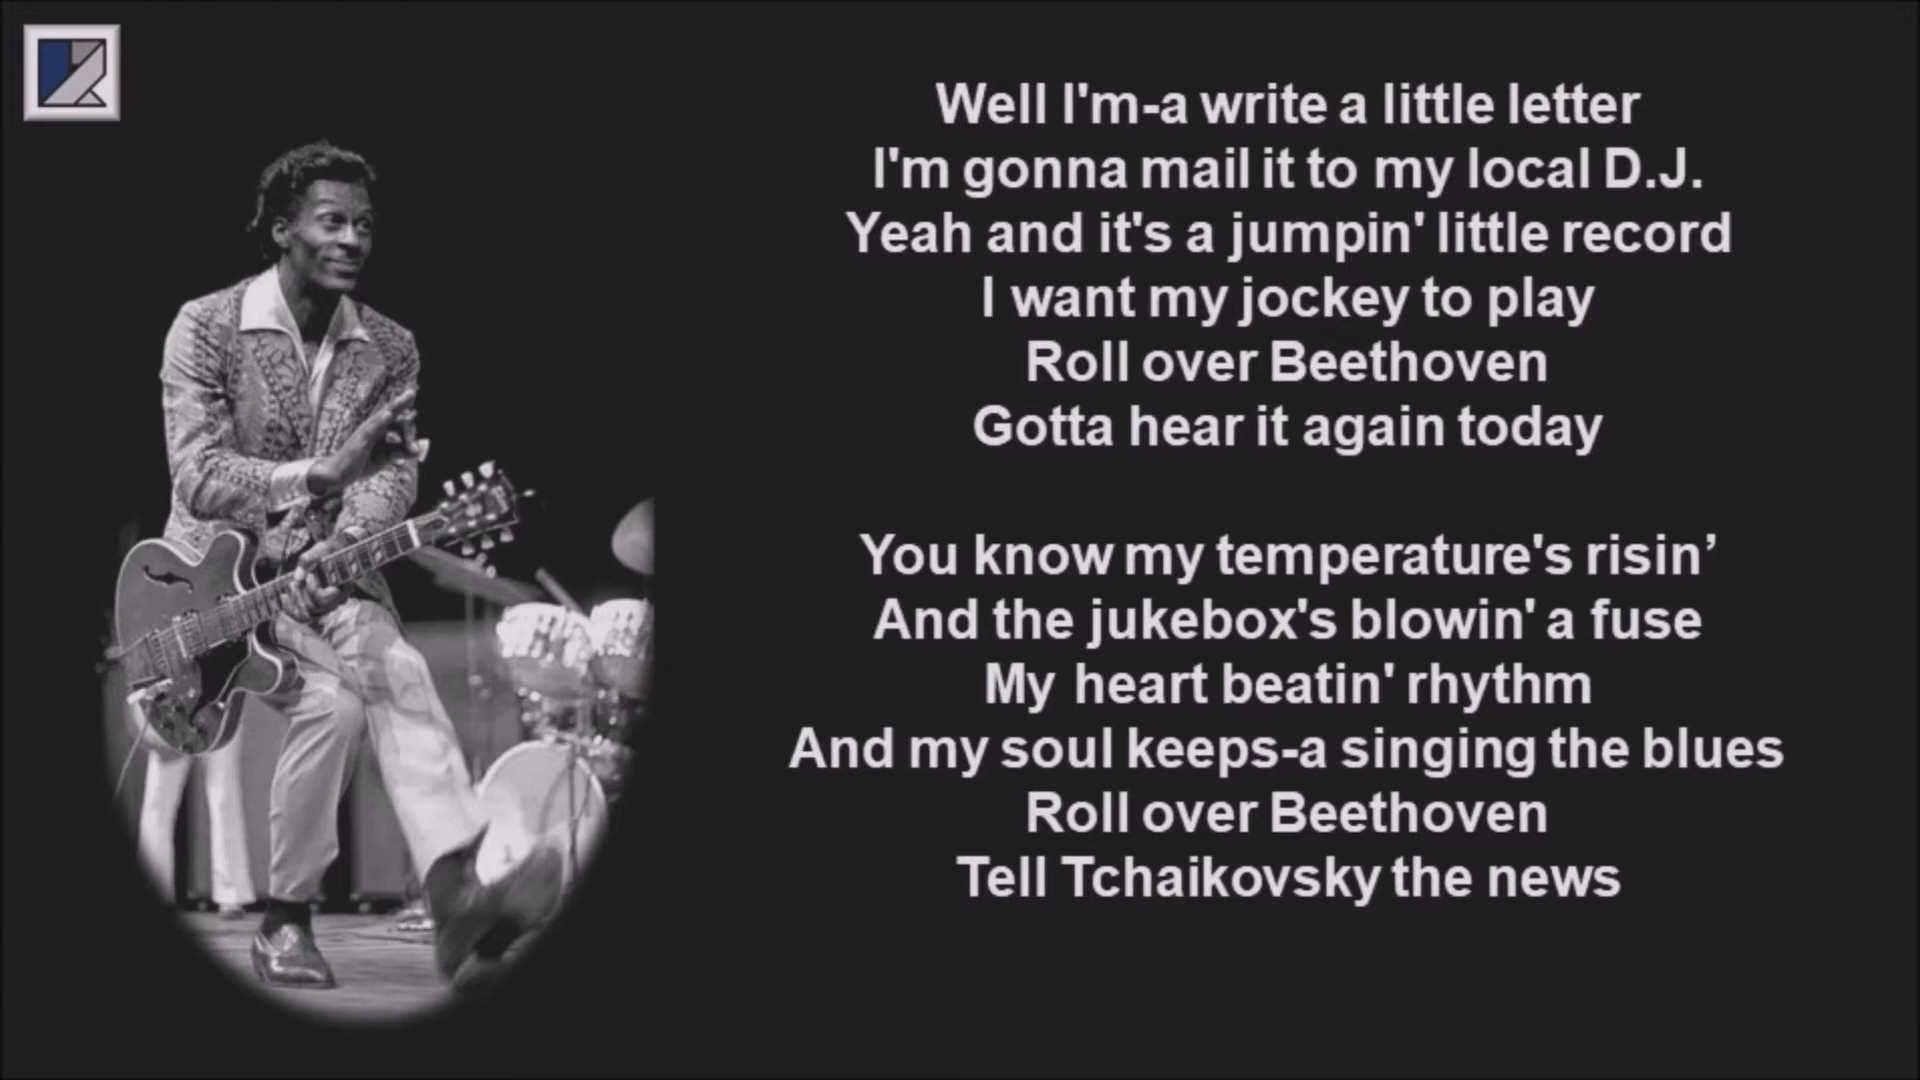 Well I'm-a write a little letter
I'm gonna mail it to my local D.J.
Yeah and it's a jumpin' little record
I want my jockey to play
Roll over Beethoven
Gotta hear it again today
You know my temperature's risin’
And the jukebox's blowin' a fuse
My heart beatin' rhythm
And my soul keeps-a singing the blues
Roll over Beethoven
Tell Tchaikovsky the news